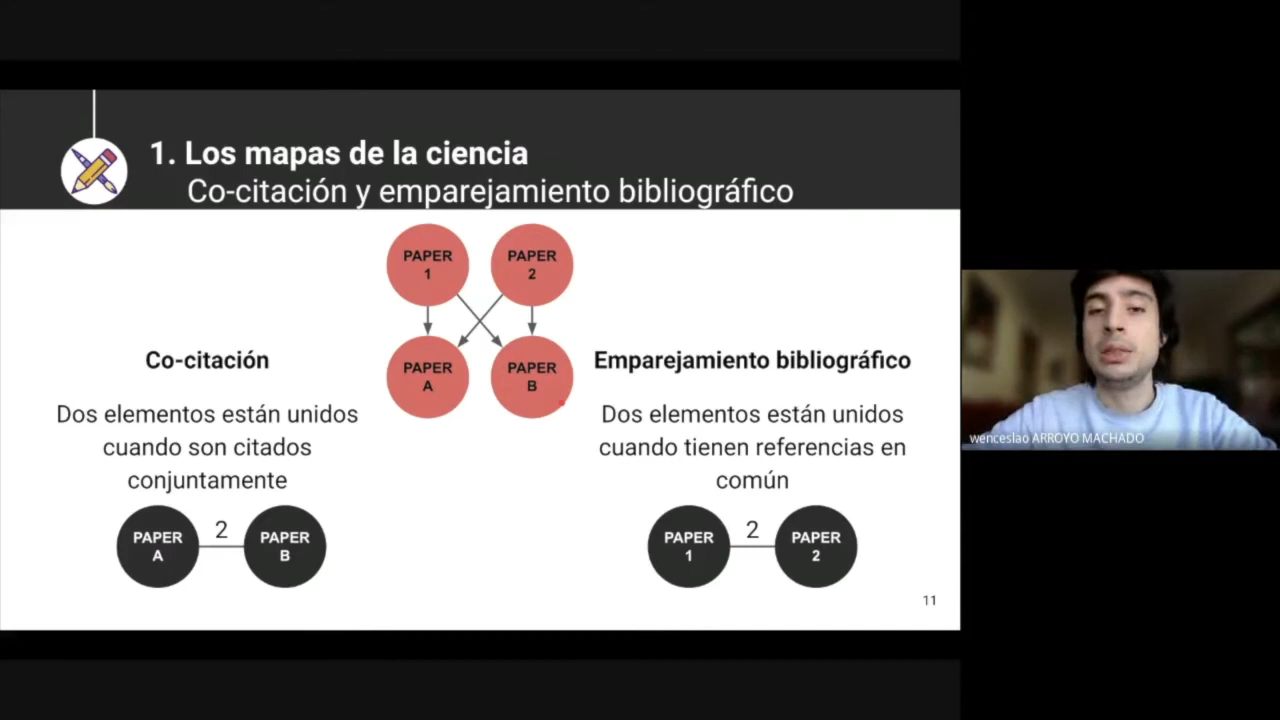 1. Los mapas de la ciencia
Co-citación y emparejamiento bibliográfico
PAPER
1
PAPER
2
PAPER
A
PAPER
B
Co-citación
Dos elementos están unidos
cuando son citados
conjuntamente
PAPER
A
2
PAPER
B
Emparejamiento bibliográfico
Dos elementos están unidos
cuando tienen referencias en
común
PAPER
1
2
PAPER
2
11
wenceslao ARROYO MACHADO